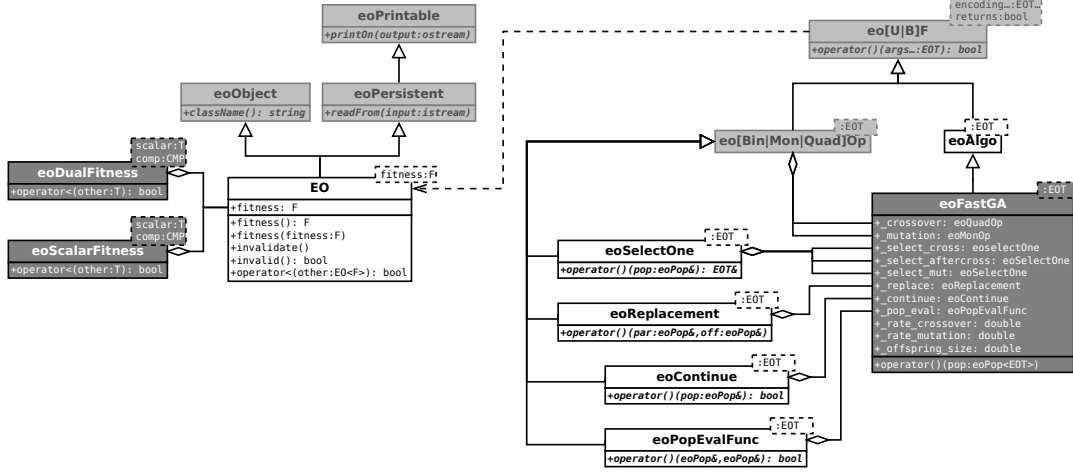 eoPrintable
+printOn(output:ostream)
eoObject
+className(): string
eoPersistent
+readFrom(input:istream)
scalar:T
comp:CMP
eoDualFitness
+operator<(other:T): bool
scalar:T
comp:CMP
eoScalarFitness
+operator<(other:T): bool
fitness:F
EO
+fitness: F
+fitness(): F
+fitness(fitness:F)
+invalidate()
+invalid(): bool
+operator<(other:EO<F>): bool
encoding…:EOT…
returns:bool
eo[U|B]F
+operator()(args…:EOT): bool
:EOT
eo[Bin|Mon|Quad]Op
:EOT
eoAlgo
:EOT
eoSelectOne
+operator()(pop:eoPop&): EOT&
:EOT
eoReplacement
+operator()(par:eoPop&,off:eoPop&)
:EOT
eoContinue
+operator()(pop:eoPop&): bool
:EOT
eoPopEvalFunc
+operator()(eoPop&,eoPop&): bool
:EOT
eoFastGA
+_crossover: eoQuadOp
+_mutation: eoMonOp
+_select_cross: eoselectOne
+_select_aftercross: eoSelectOne
+_select_mut: eoSelectOne
+_replace: eoReplacement
+_continue: eoContinue
+_pop_eval: eoPopEvalFunc
+_rate_crossover: double
+_rate_mutation: double
+_offspring_size: double
+operator()(pop:eoPop<EOT>)